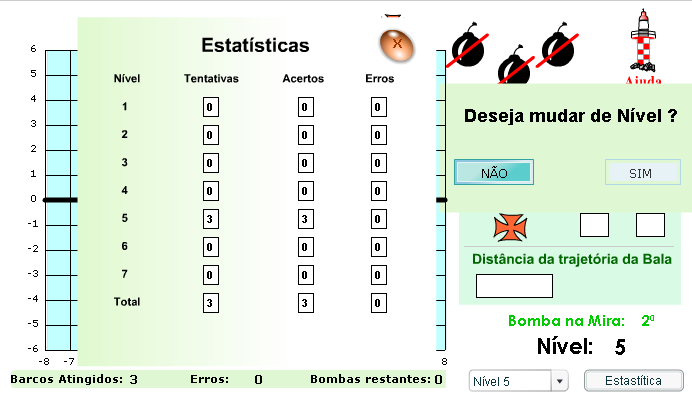 Estatísticas
X
Nível Tentativas Acertos Erros
1 0 0 0
2 0 0 0
3 0 0 0
4 0 0 0
5 3 3 0
6 0 0 0
7 0 0 0
Total 3 3 0
6
5
4
3
2
1
0
-1
-2
-3
-4
-5
-6
-8 -7 8
Ajuda
Deseja mudar de Nível ?
NÃO SIM
Distância da trajetória da Bala
Bomba na Mira: 2º
Nível: 5
Barcos Atingidos: 3 Erros: 0 Bombas restantes: 0
Nível 5 Estastítica